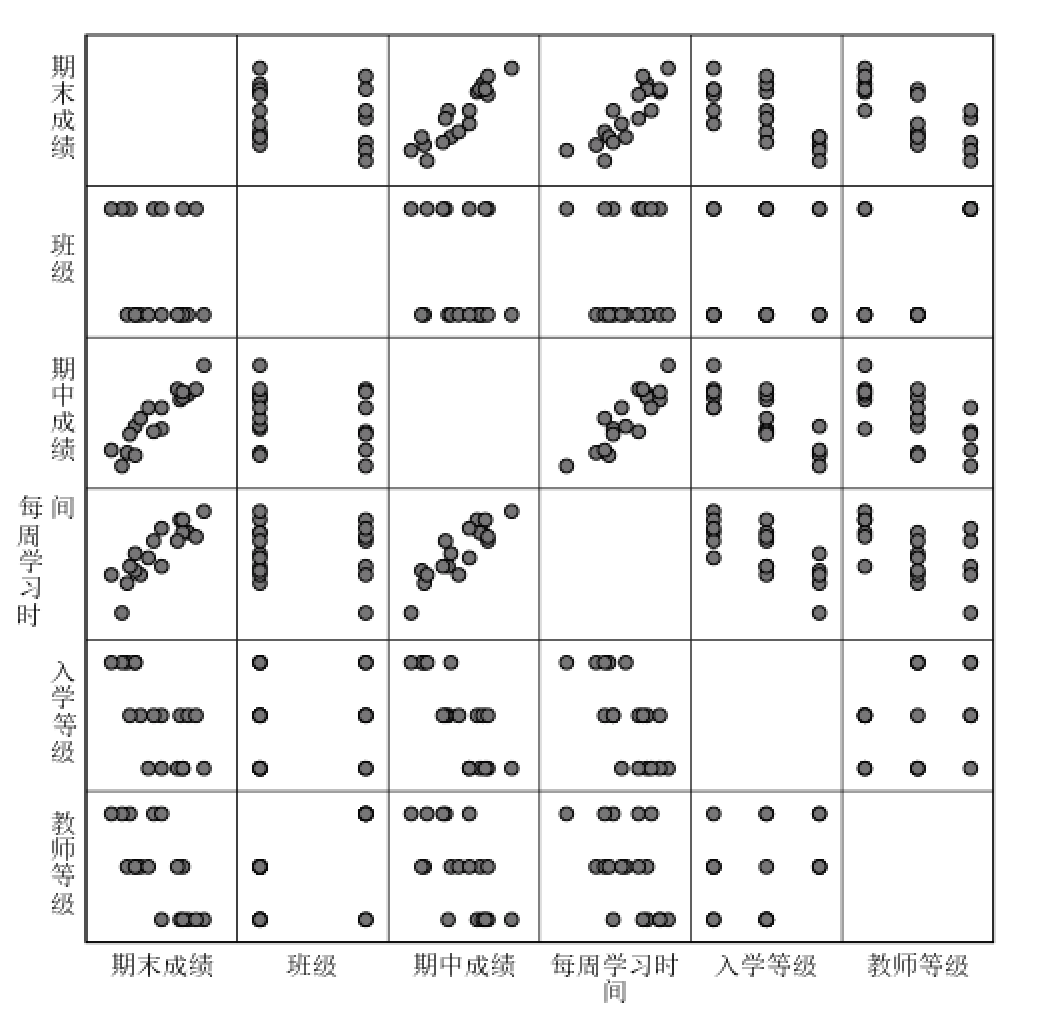 期末成绩
班级
期中成绩
每周学习时
间
入学等级
教师等级
期末成绩
班级
期中成绩
每周学习时
间
入学等级
教师等级